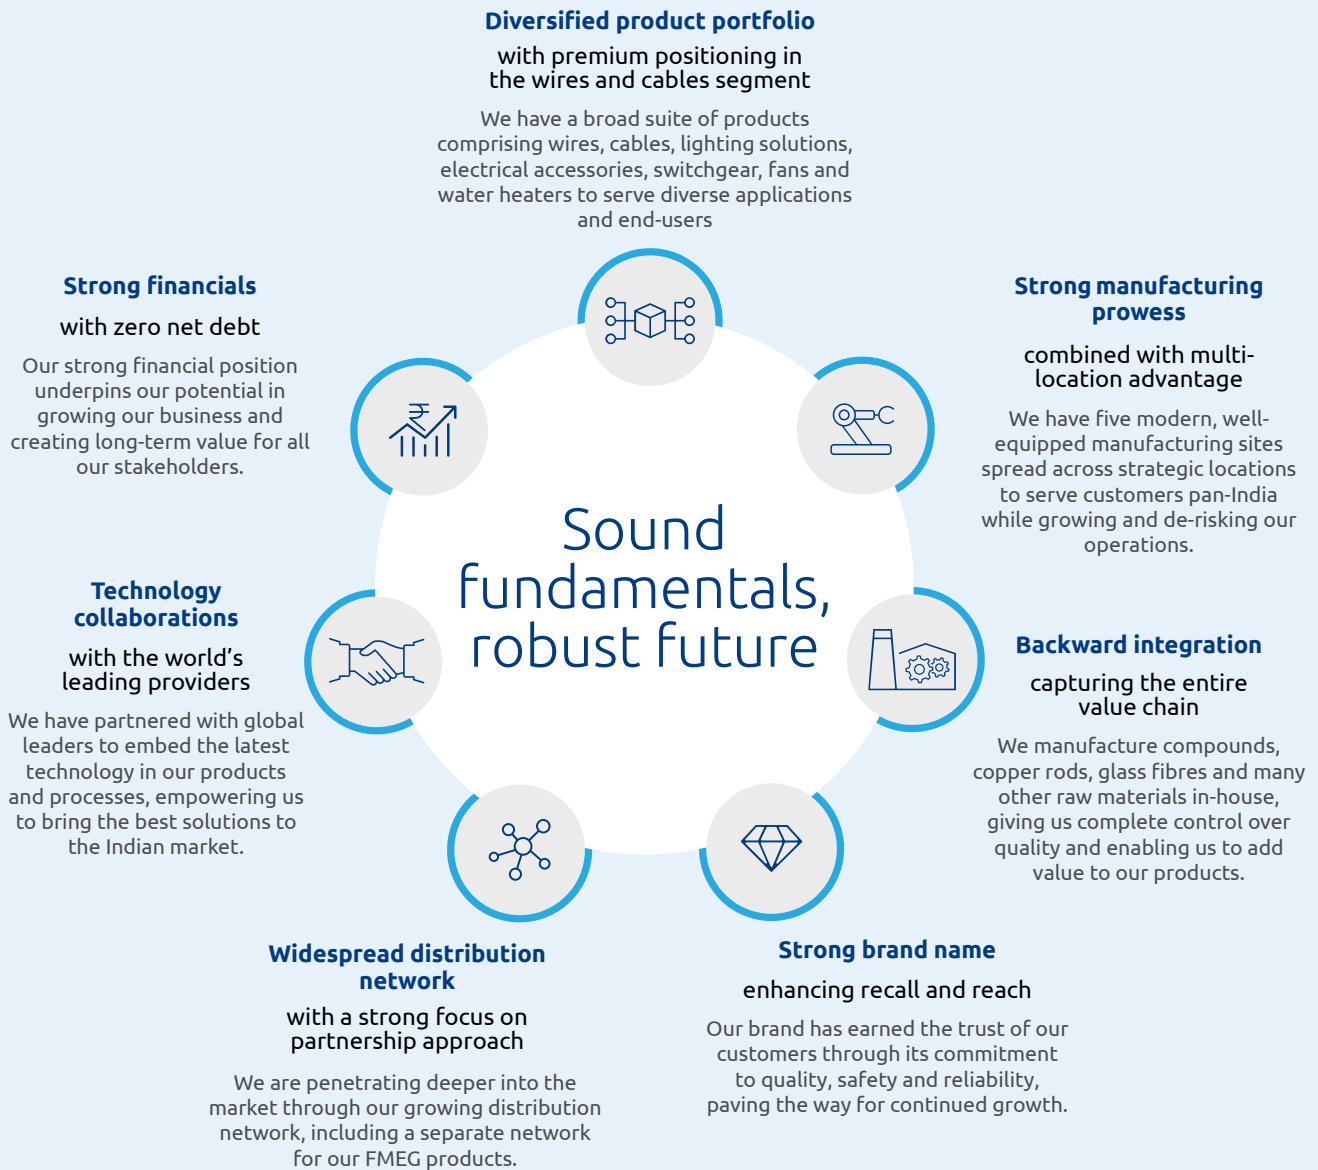 Diversified product portfolio
with premium positioning in
the wires and cables segment
We have a broad suite of products
comprising wires, cables, lighting solutions,
electrical accessories, switchgear, fans and
water heaters to serve diverse applications
and end-users
Strong financials
with zero net debt
Our strong financial position
underpins our potential in
growing our business and
creating long-term value for all
our stakeholders.
Strong manufacturing
prowess
combined with multi-
location advantage
We have five modern, well-
equipped manufacturing sites
spread across strategic locations
to serve customers pan-India
while growing and de-risking our
operations.
Sound
fundamentals,
robust future
Technology
collaborations
with the world's
leading providers
We have partnered with global
leaders to embed the latest
technology in our products
and processes, empowering us
to bring the best solutions to
the Indian market.
Backward integration
capturing the entire
value chain
We manufacture compounds,
copper rods, glass fibres and many
other raw materials in-house,
giving us complete control over
quality and enabling us to add
value to our products.
Widespread distribution
network
with a strong focus on
partnership approach
We are penetrating deeper into the
market through our growing distribution
network, including a separate network
for our FMEG products.
Strong brand name
enhancing recall and reach
Our brand has earned the trust of our
customers through its commitment
to quality, safety and reliability,
paving the way for continued growth.